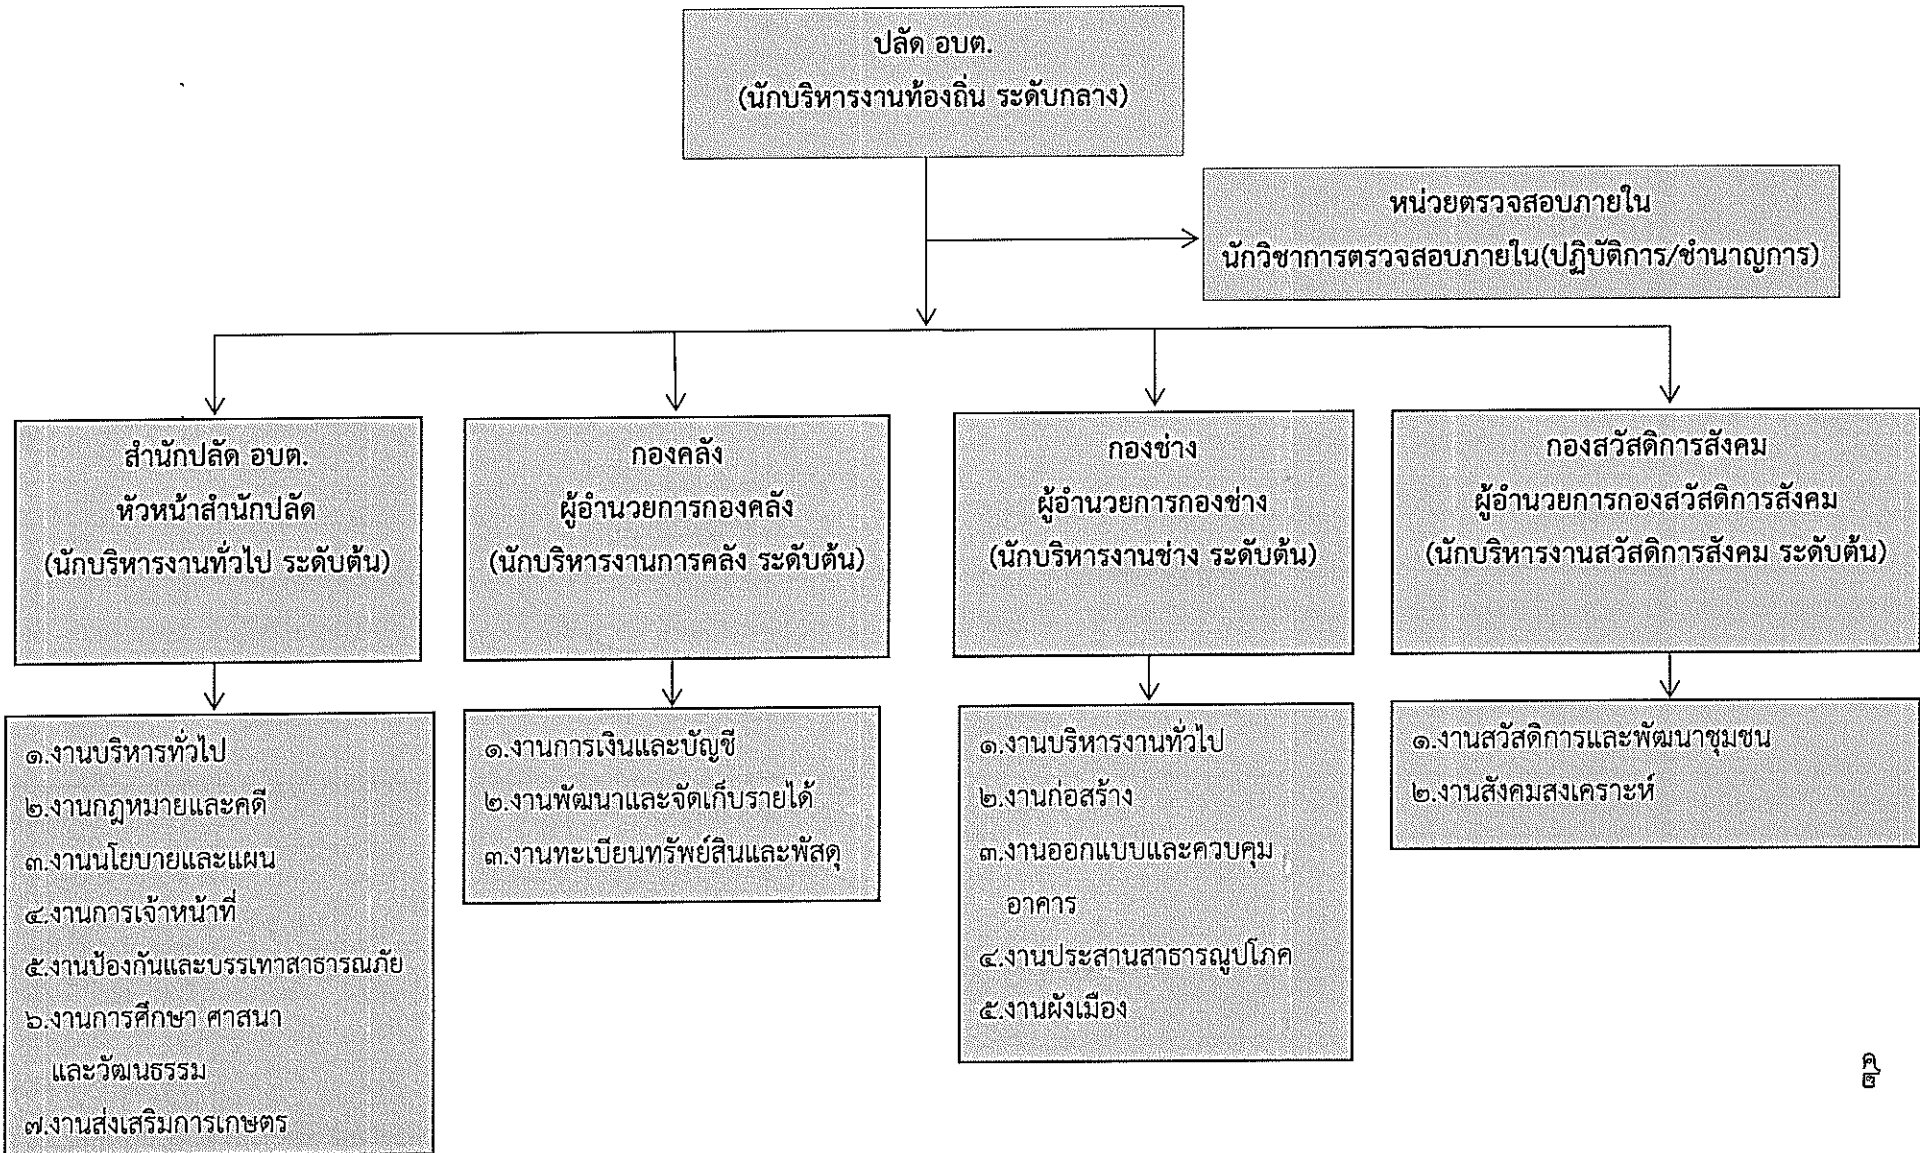 ปลัด อบต.
(นักบริหารงานท้องถิ่น ระดับกลาง)
หน่วยตรวจสอบภายใน
นักวิชาการตรวจสอบภายใน(ปฏิบัติการ/ชำนาญการ)
สำนักปลัด อบต.
หัวหน้าสำนักปลัด
(นักบริหารงานทั่วไป ระดับต้น)
กองคลัง
ผู้อำนวยการกองคลัง
(นักบริหารงานการคลัง ระดับต้น)
กองช่าง
ผู้อำนวยการกองช่าง
(นักบริหารงานช่าง ระดับต้น)
กองสวัสดิการสังคม
ผู้อำนวยการกองสวัสดิการสังคม
(นักบริหารงานสวัสดิการสังคม ระดับต้น)
๑.งานบริหารทั่วไป
๒.งานกฎหมายและคดี
๓.งานนโยบายและแผน
๔.งานการเจ้าหน้าที่
๕.งานป้องกันและบรรเทาสาธารณภัย
๖.งานการศึกษา ศาสนา
และวัฒนธรรม
๗.งานส่งเสริมการเกษตร
๑.งานการเงินและบัญชี
๒.งานพัฒนาและจัดเก็บรายได้
๓.งานทะเบียนทรัพย์สินและพัสดุ
๑.งานบริหารงานทั่วไป
๒.งานก่อสร้าง
๓.งานออกแบบและควบคุม
อาคาร
๔.งานประสานสาธารณูปโภค
๕.งานผังเมือง
๑.งานสวัสดิการและพัฒนาชุมชน
๒.งานสังคมสงเคราะห์